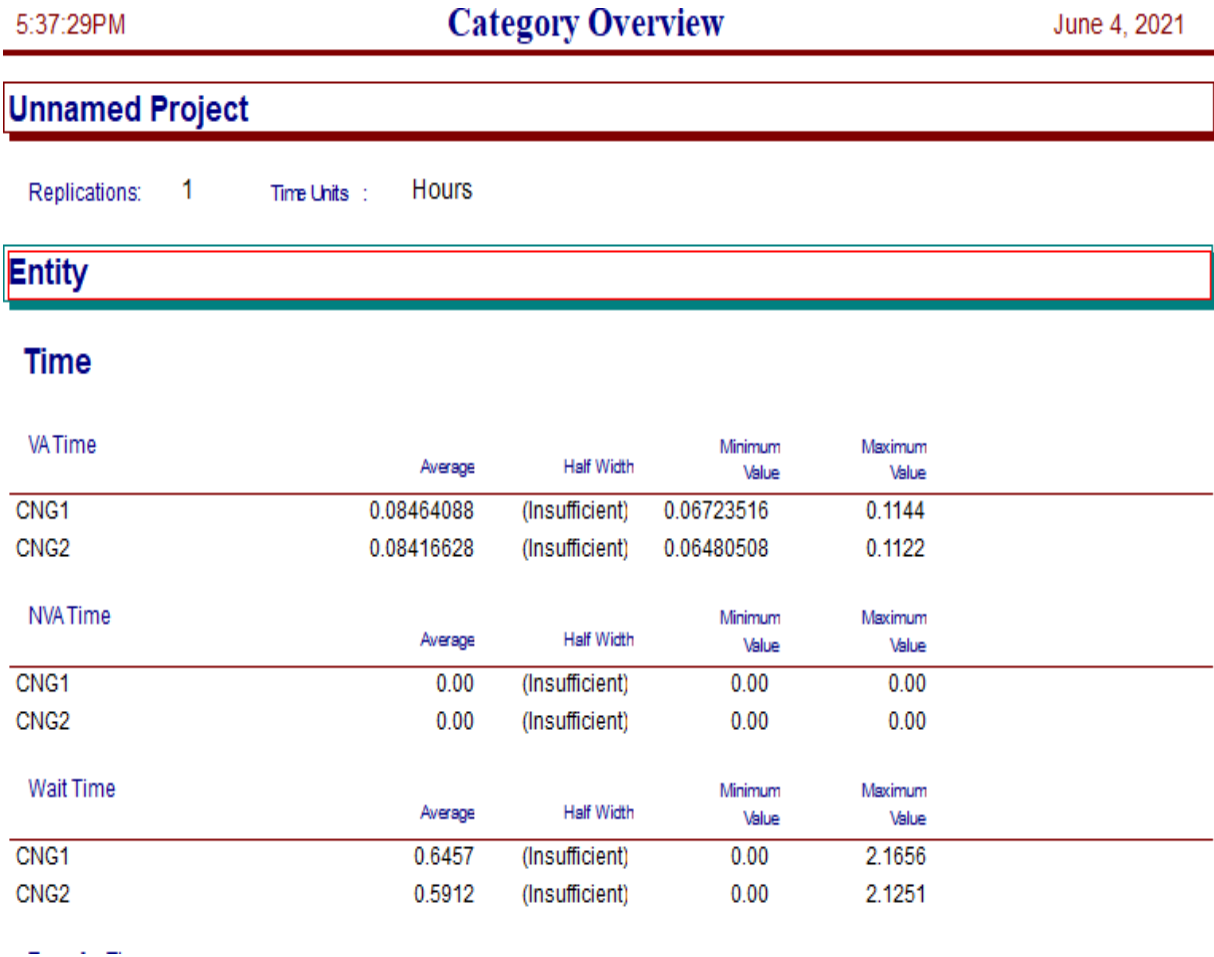 5:37:29PM Category Overview June 4, 2021
Unnamed Project
Replications: 1 Time Units : Hours
Entity
Time
VA Time Average Half Width Minimum Value Maximum Value
CNG1 0.08464088 (Insufficient) 0.06723516 0.1144
CNG2 0.08416628 (Insufficient) 0.06480508 0.1122
NVA Time Average Half Width Minimum Value Maximum Value
CNG1 0.00 (Insufficient) 0.00 0.00
CNG2 0.00 (Insufficient) 0.00 0.00
Wait Time Average Half Width Minimum Value Maximum Value
CNG1 0.6457 (Insufficient) 0.00 2.1656
CNG2 0.5912 (Insufficient) 0.00 2.1251